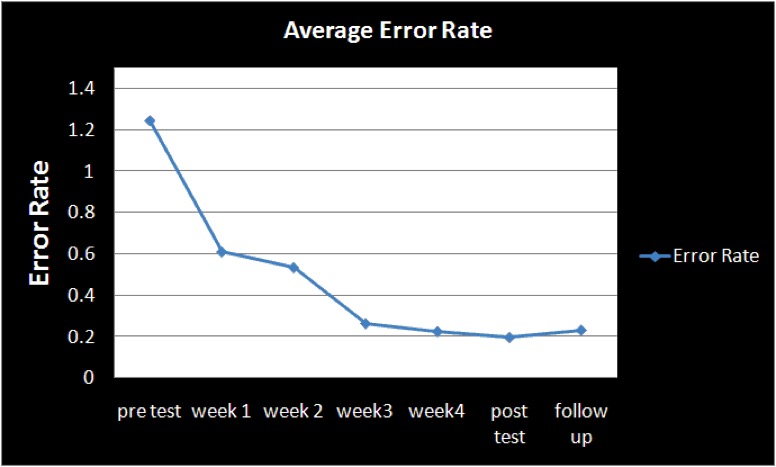 Average Error Rate
1.4
1.2
1
0.8
0.6
0.4
0.2
0
Error Rate
Error Rate
pre test week 1 week 2 week3 week4 post test follow up